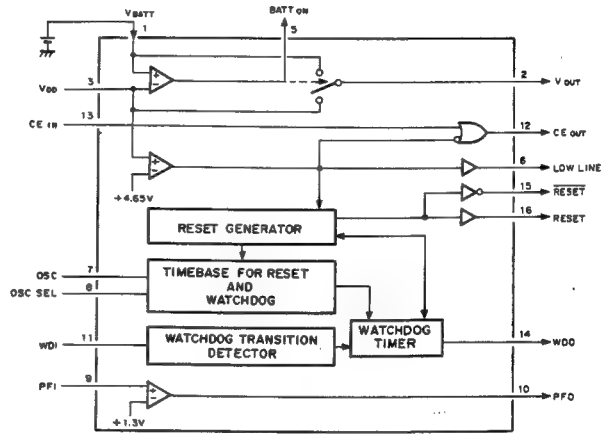 VBATT
BATT ON
1
5
VDD
3
2
VOUT
CE IN
13
12
CE OUT
6
LOW LINE
+4.65V
15
RESET
16
RESET
RESET GENERATOR
OSC
7
OSC SEL
8
TIMEBASE FOR RESET
AND
WATCHDOG
WDI
11
WATCHDOG TRANSITION
DETECTOR
WATCHDOG
TIMER
14
WDO
PFI
9
10
PFO
+1.3V